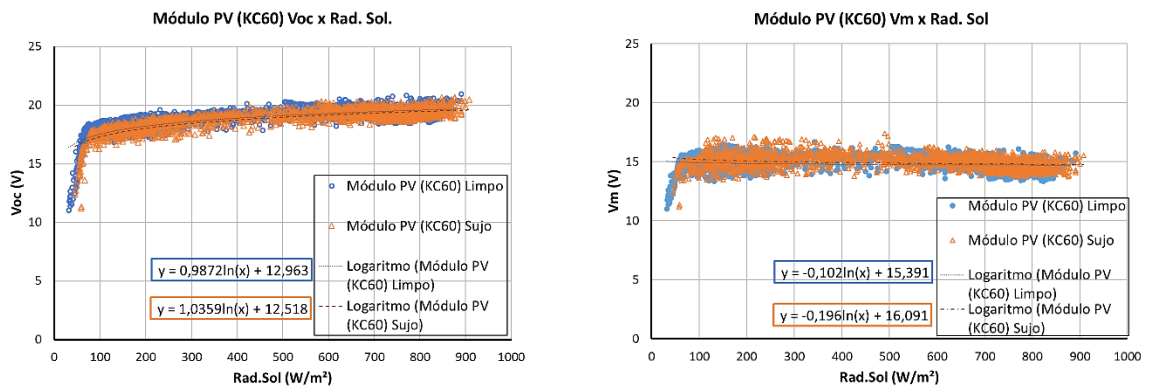 Módulo PV (KC60) Voc x Rad. Sol.
25
20
15
10
5
0
Voc (V)
0 100 200 300 400 500 600 700 800 900 1000
Rad.Sol (W/m²)
Módulo PV (KC60) Limpo
Módulo PV (KC60) Sujo
Logaritmo (Módulo PV
(KC60) Limpo)
Logaritmo (Módulo PV
(KC60) Sujo)
y = 0,9872ln(x) + 12,963
y = 1,0359ln(x) + 12,518
Módulo PV (KC60) Vm x Rad. Sol
25
20
15
10
5
0
Vm (V)
0 100 200 300 400 500 600 700 800 900 1000
Rad.Sol (W/m²)
Módulo PV (KC60) Limpo
Módulo PV (KC60) Sujo
Logaritmo (Módulo PV
(KC60) Limpo)
Logaritmo (Módulo PV
(KC60) Sujo)
y = -0,102ln(x) + 15,391
y = -0,196ln(x) + 16,091